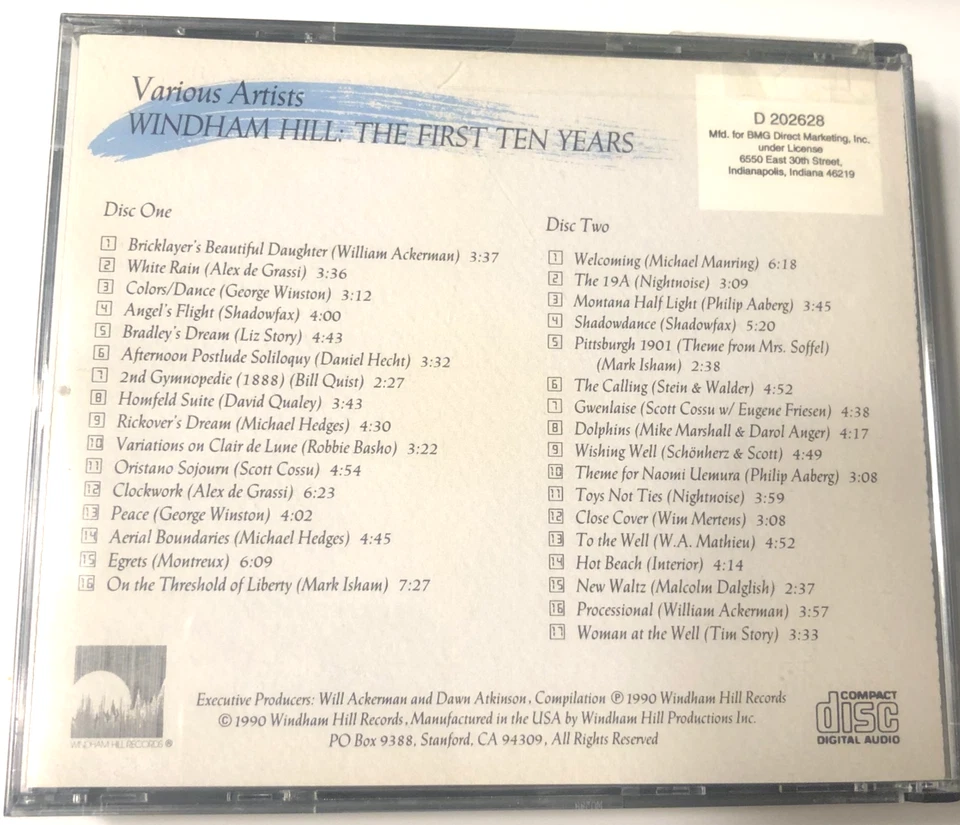 Various Artists
WINDHAM HILL: THE FIRST TEN YEARS
D 202628
Mfd. for BMG Direct Marketing, Inc.
under License
6550 East 30th Street,
Indianapolis, Indiana 46219
Disc One
1 Bricklayer's Beautiful Daughter (William Ackerman) 3:37
2 White Rain (Alex de Grassi) 3:36
3 Colors/Dance (George Winston) 3:12
4 Angel's Flight (Shadowfax) 4:00
5 Bradley's Dream (Liz Story) 4:43
6 Afternoon Postlude Soliloquy (Daniel Hecht) 3:32
7 2nd Gymnopedie (1888) (Bill Quist) 2:27
8 Homfeld Suite (David Qualey) 3:43
9 Rickover's Dream (Michael Hedges) 4:30
10 Variations on Clair de Lune (Robbie Basho) 3:22
11 Oristano Sojourn (Scott Cossu) 4:54
12 Clockwork (Alex de Grassi) 6:23
13 Peace (George Winston) 4:02
14 Aerial Boundaries (Michael Hedges) 4:45
15 Egrets (Montreux) 6:09
16 On the Threshold of Liberty (Mark Isham) 7:27
Disc Two
1 Welcoming (Michael Manring) 6:18
2 The 19A (Nightnoise) 3:09
3 Montana Half Light (Philip Aaberg) 3:45
4 Shadowdance (Shadowfax) 5:20
5 Pittsburgh 1901 (Theme from Mrs. Soffel)
(Mark Isham) 2:38
6 The Calling (Stein & Walder) 4:52
7 Gwenlaise (Scott Cossu w/ Eugene Friesen) 4:38
8 Dolphins (Mike Marshall & Darol Anger) 4:17
9 Wishing Well (Schönherz & Scott) 4:49
10 Theme for Naomi Uemura (Philip Aaberg) 3:08
11 Toys Not Ties (Nightnoise) 3:59
12 Close Cover (Wim Mertens) 3:08
13 To the Well (W.A. Mathieu) 4:52
14 Hot Beach (Interior) 4:14
15 New Waltz (Malcolm Dalglish) 2:37
16 Processional (William Ackerman) 3:57
17 Woman at the Well (Tim Story) 3:33
WINDHAM HILL RECORDS ®
Executive Producers: Will Ackerman and Dawn Atkinson, Compilation ℗ 1990 Windham Hill Records
© 1990 Windham Hill Records, Manufactured in the USA by Windham Hill Productions Inc.
PO Box 9388, Stanford, CA 94309, All Rights Reserved
COMPACT
disc
DIGITAL AUDIO